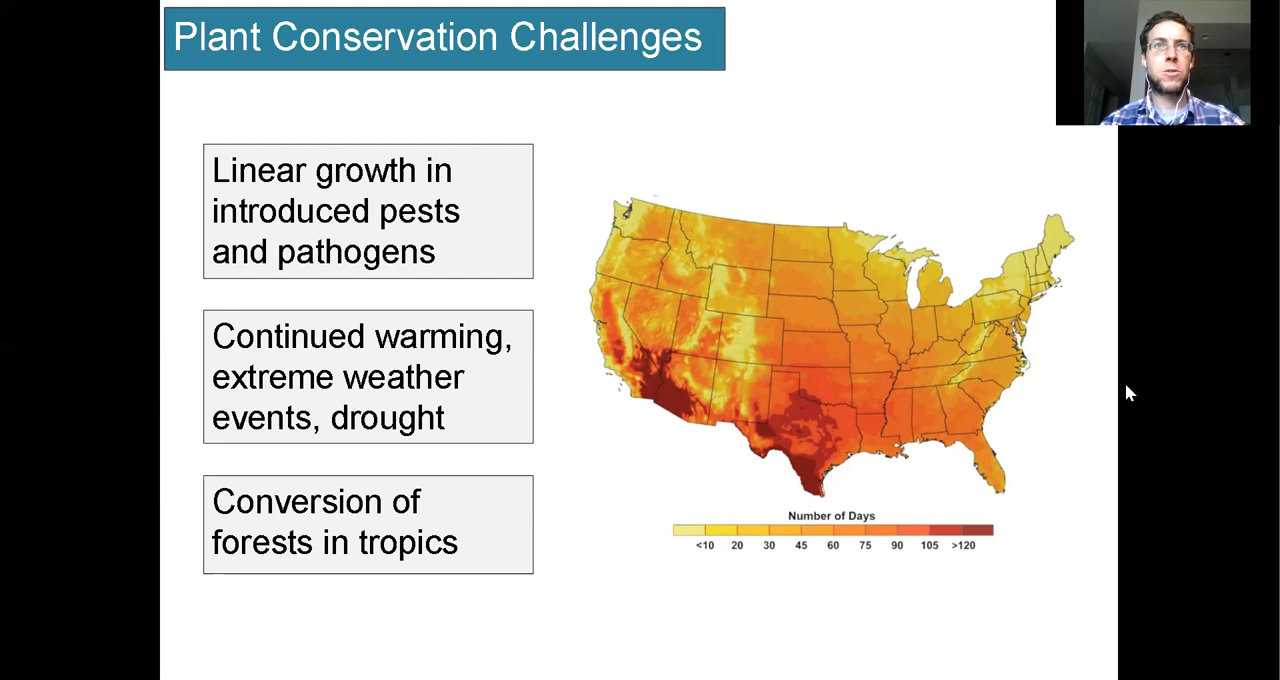 Plant Conservation Challenges
Linear growth in
introduced pests
and pathogens
Continued warming,
extreme weather
events, drought
Conversion of
forests in tropics
Number of Days
<10 20 30 45 60 75 90 105 >120